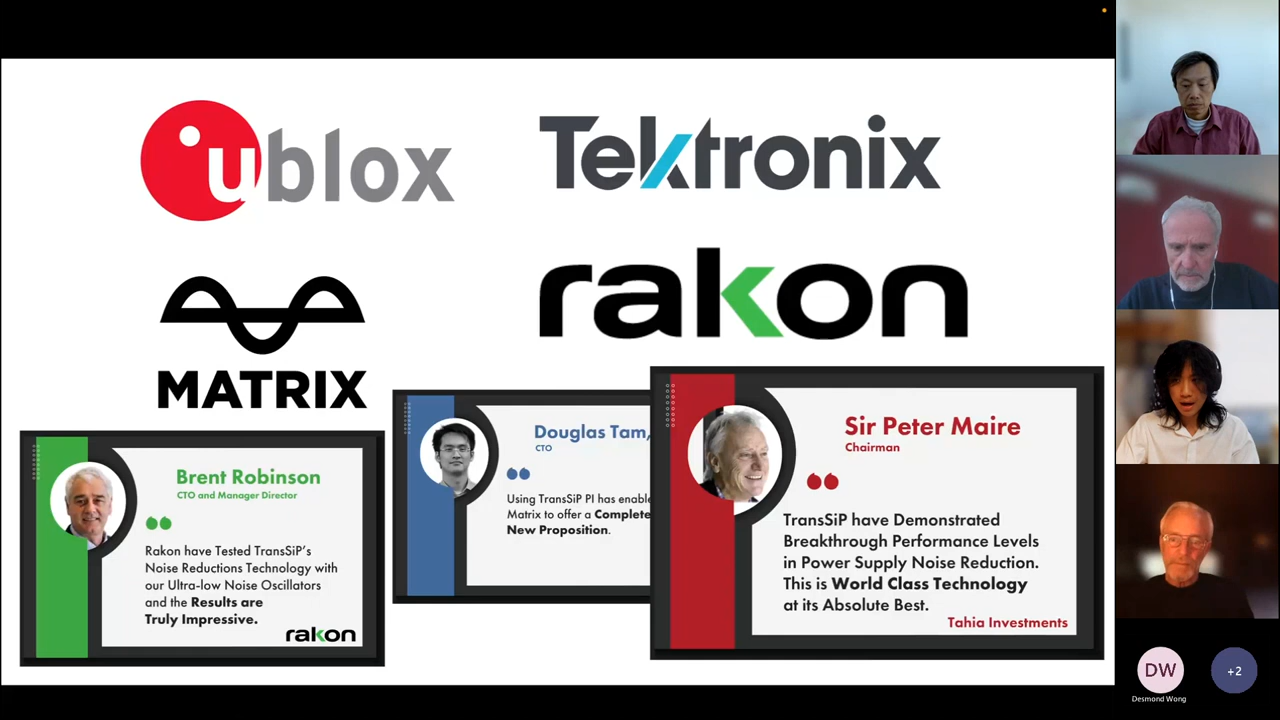 ublox
Tektronix
MATRIX
rakon
Brent Robinson
CTO and Manager Director
Rakon have Tested TransSiP's
Noise Reductions Technology with
our Ultra-low Noise Oscillators
and the Results are
Truly Impressive.
rakon
Douglas Tam,
CTO
Using TransSiP PI has enable
Matrix to offer a Complete
New Proposition.
Sir Peter Maire
Chairman
TransSiP have Demonstrated
Breakthrough Performance Levels
in Power Supply Noise Reduction.
This is World Class Technology
at its Absolute Best.
Tahia Investments
DW
Desmond Wong
+2